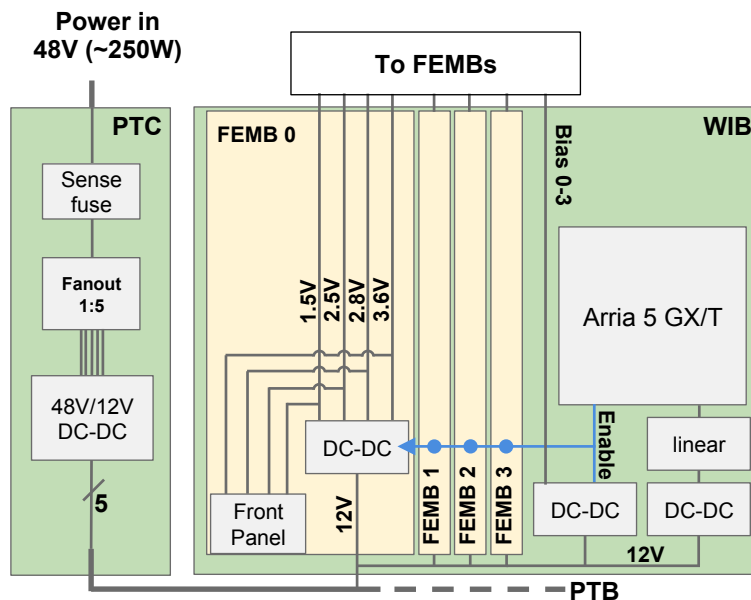 Power in
48V (~250W)
To FEMBs
PTC
FEMB 0
WIB
Bias 0-3
Sense
fuse
Fanout
1:5
1.5V
2.5V
2.8V
3.6V
Arria 5 GX/T
48V/12V
DC-DC
DC-DC
Enable
linear
5
Front
Panel
12V
FEMB 1
FEMB 2
FEMB 3
DC-DC
DC-DC
12V
PTB